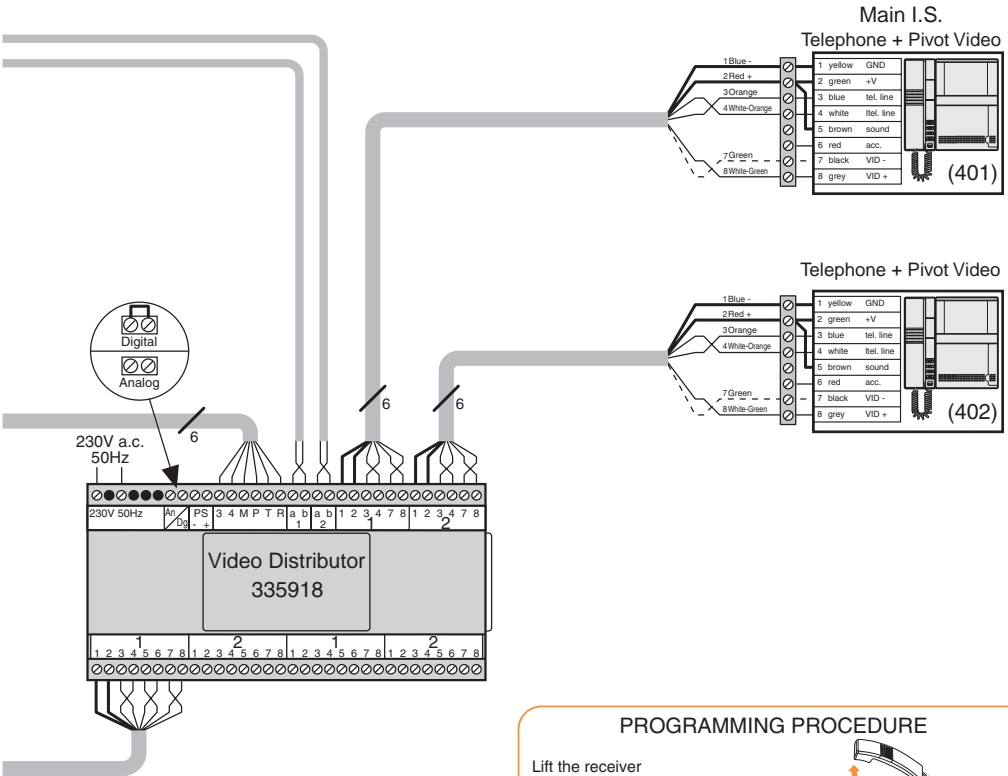 Main I.S.
Telephone + Pivot Video
1 Blue -
2 Red +
3 Orange
4 White-Orange
7 Green
8 White-Green
1 yellow GND
2 green +V
3 blue tel. line
4 white Itel. line
5 brown sound
6 red acc.
7 black VID -
8 grey VID +
(401)
Telephone + Pivot Video
1 Blue -
2 Red +
3 Orange
4 White-Orange
7 Green
8 White-Green
1 yellow GND
2 green +V
3 blue tel. line
4 white Itel. line
5 brown sound
6 red acc.
7 black VID -
8 grey VID +
(402)
Digital
Analog
6
6
6
230V a.c.
50Hz
230V 50Hz An Dg PS - + 3 4 M P T R a b 1 a b 2 1 2 3 4 7 8 1 1 2 3 4 7 8 2
Video Distributor
335918
1 2 1 2
1 2 3 4 5 6 7 8 1 2 3 4 5 6 7 8 1 2 3 4 5 6 7 8 1 2 3 4 5 6 7 8
PROGRAMMING PROCEDURE
Lift the receiver